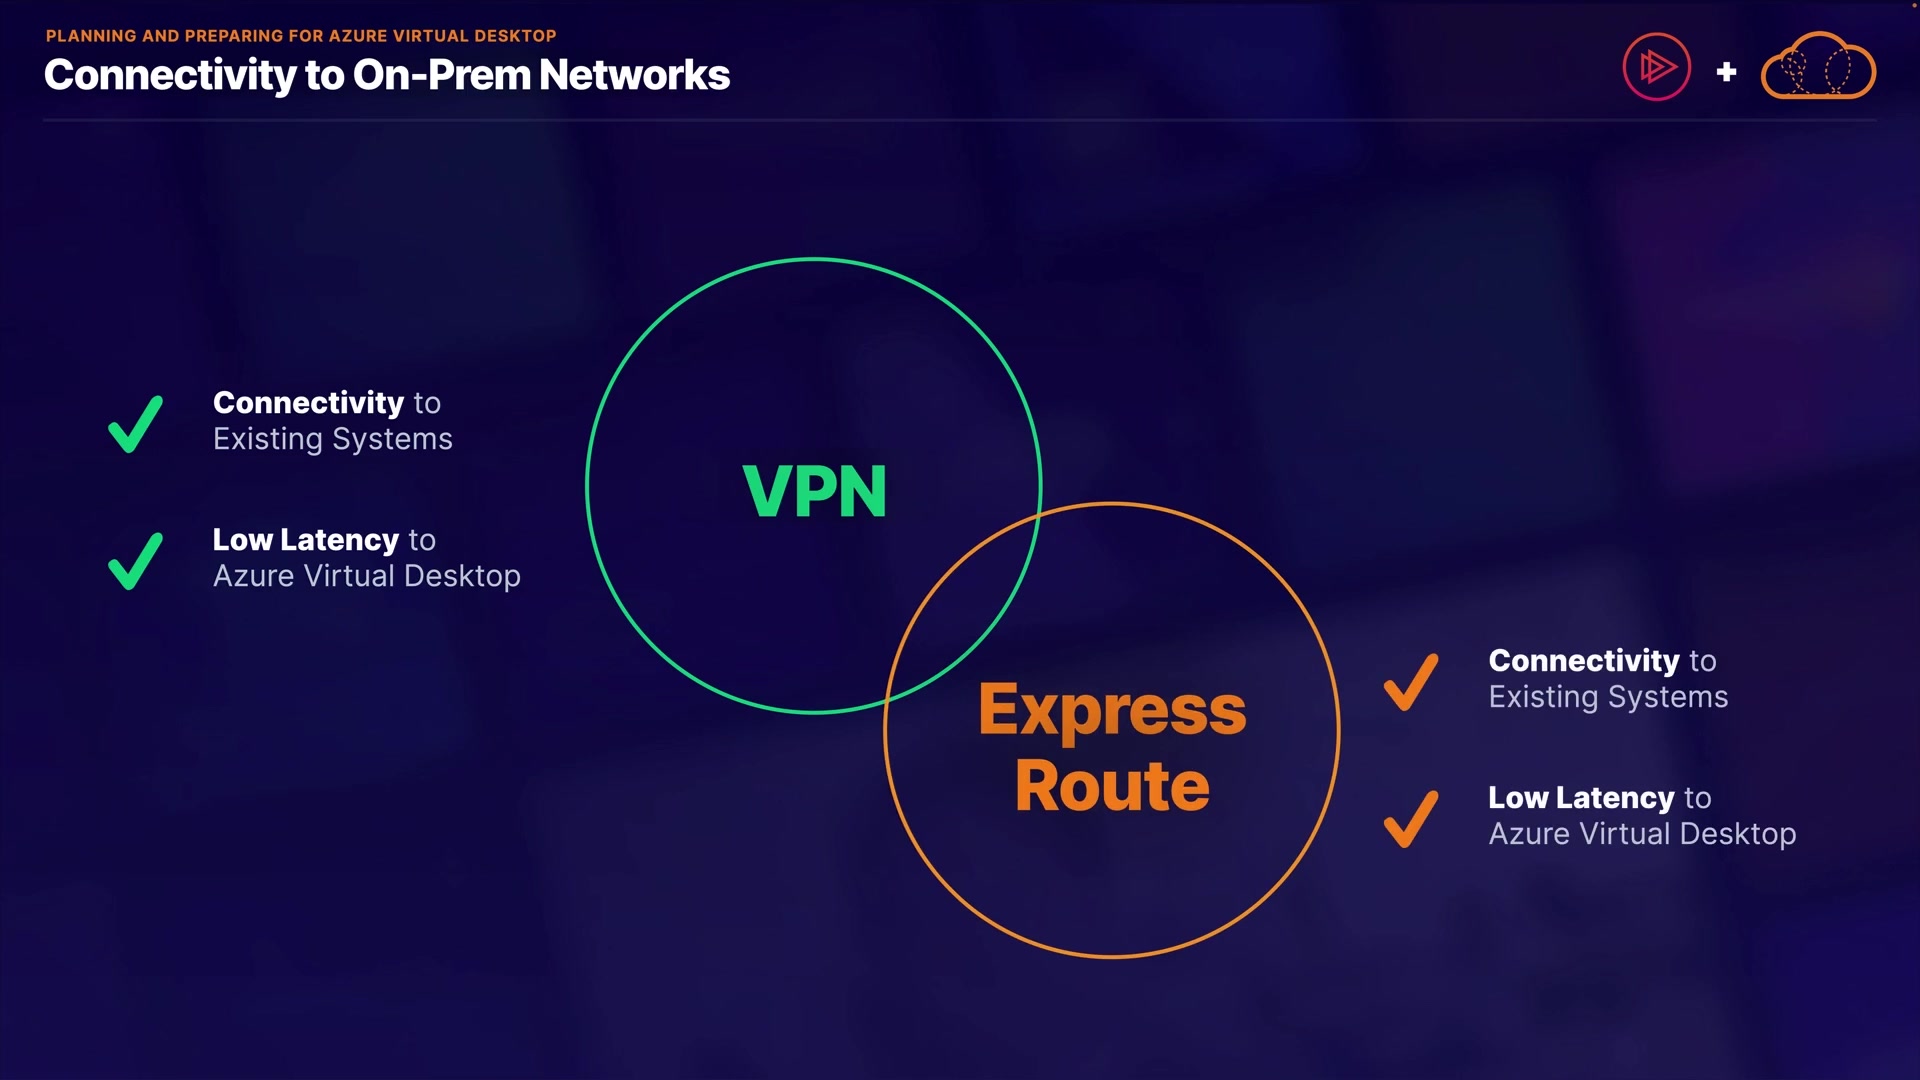 PLANNING AND PREPARING FOR AZURE VIRTUAL DESKTOP
Connectivity to On-Prem Networks
Connectivity to
Existing Systems
Low Latency to
Azure Virtual Desktop
VPN
Express
Route
Connectivity to
Existing Systems
Low Latency to
Azure Virtual Desktop